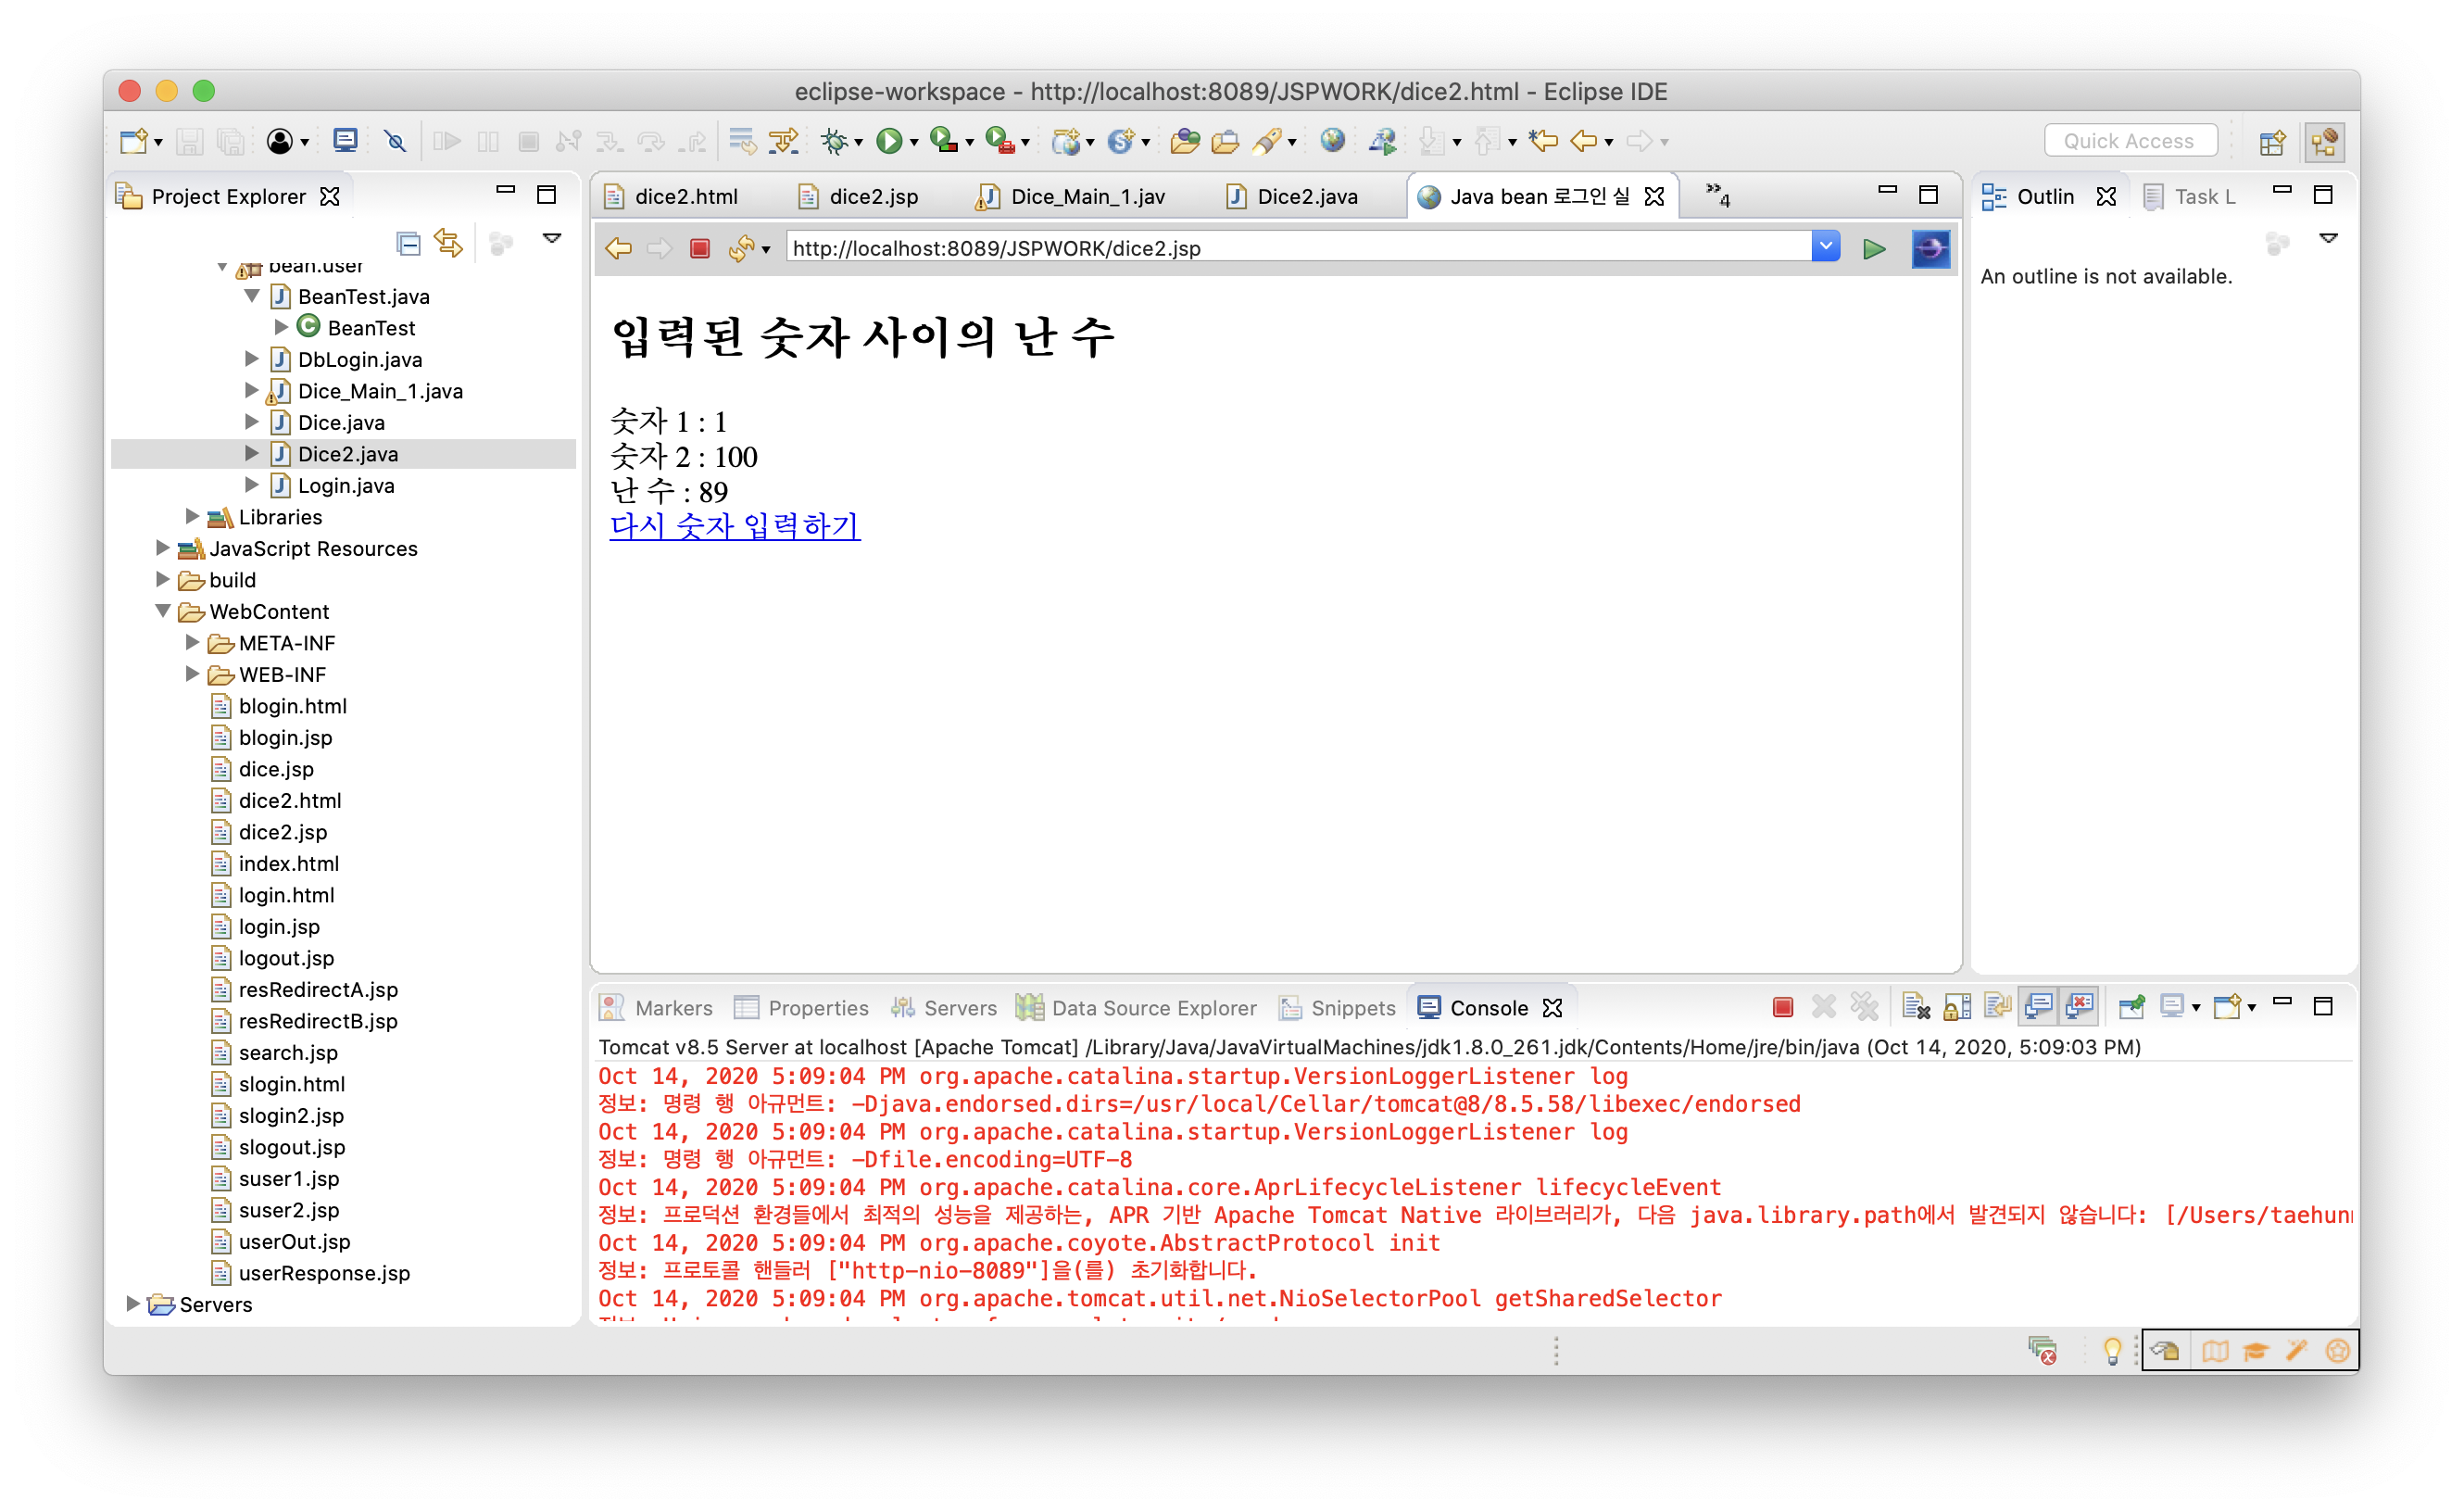 eclipse-workspace - http://localhost:8089/JSPWORK/dice2.html - Eclipse IDE
Quick Access
Project Explorer
bean.user
BeanTest.java
BeanTest
DbLogin.java
Dice_Main_1.java
Dice.java
Dice2.java
Login.java
Libraries
JavaScript Resources
build
WebContent
META-INF
WEB-INF
blogin.html
blogin.jsp
dice.jsp
dice2.html
dice2.jsp
index.html
login.html
login.jsp
logout.jsp
resRedirectA.jsp
resRedirectB.jsp
search.jsp
slogin.html
slogin2.jsp
slogout.jsp
suser1.jsp
suser2.jsp
userOut.jsp
userResponse.jsp
Servers
dice2.html dice2.jsp Dice_Main_1.jav Dice2.java Java bean 로그인 실 4
http://localhost:8089/JSPWORK/dice2.jsp
입력된 숫자 사이의 난 수
숫자 1 : 1
숫자 2 : 100
난 수 : 89
다시 숫자 입력하기
Outlin Task L
An outline is not available.
Markers Properties Servers Data Source Explorer Snippets Console
Tomcat v8.5 Server at localhost [Apache Tomcat] /Library/Java/JavaVirtualMachines/jdk1.8.0_261.jdk/Contents/Home/jre/bin/java (Oct 14, 2020, 5:09:03 PM)
Oct 14, 2020 5:09:04 PM org.apache.catalina.startup.VersionLoggerListener log
정보: 명령 행 아규먼트: -Djava.endorsed.dirs=/usr/local/Cellar/tomcat@8/8.5.58/libexec/endorsed
Oct 14, 2020 5:09:04 PM org.apache.catalina.startup.VersionLoggerListener log
정보: 명령 행 아규먼트: -Dfile.encoding=UTF-8
Oct 14, 2020 5:09:04 PM org.apache.catalina.core.AprLifecycleListener lifecycleEvent
정보: 프로덕션 환경들에서 최적의 성능을 제공하는, APR 기반 Apache Tomcat Native 라이브러리가, 다음 java.library.path에서 발견되지 않습니다: [/Users/taehun
Oct 14, 2020 5:09:04 PM org.apache.coyote.AbstractProtocol init
정보: 프로토콜 핸들러 ["http-nio-8089"]을(를) 초기화합니다.
Oct 14, 2020 5:09:04 PM org.apache.tomcat.util.net.NioSelectorPool getSharedSelector